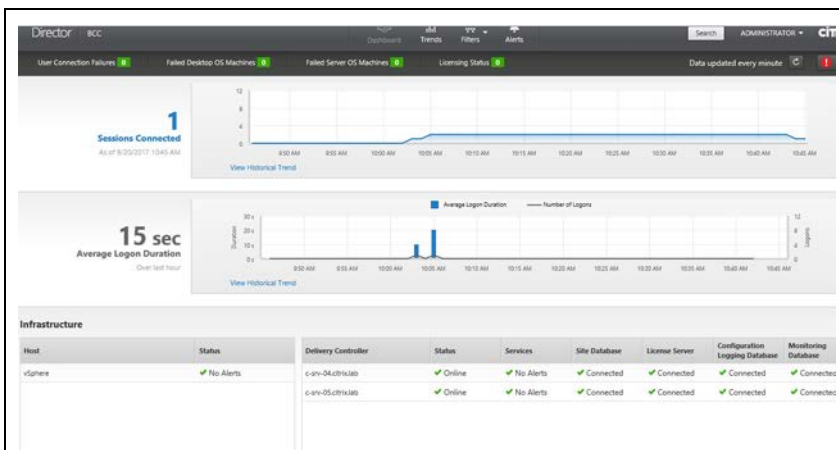 Director BCC Dashboard Trends Filters Alerts Search ADMINISTRATOR
User Connection Failures 0 Failed Desktop OS Machines 0 Failed Server OS Machines 0 Licensing Status 0 Data updated every minute
12
8
4
0
1
Sessions Connected
As of 9/20/2017 10:45 AM
9:50 AM 9:55 AM 10:00 AM 10:05 AM 10:10 AM 10:15 AM 10:20 AM 10:25 AM 10:30 AM 10:35 AM 10:40 AM 10:45 AM
View Historical Trend
Average Logon Duration Number of Logons
15 sec
Average Logon Duration
Over last hour
Duration
30 s
20 s
10 s
0 s
12
8
4
0
Logons
9:50 AM 9:55 AM 10:00 AM 10:05 AM 10:10 AM 10:15 AM 10:20 AM 10:25 AM 10:30 AM 10:35 AM 10:40 AM 10:45 AM
View Historical Trend
Infrastructure
Host Status Delivery Controller Status Services Site Database License Server Configuration Logging Database Monitoring Database
vSphere No Alerts c-srv-04.citrix.lab Online No Alerts Connected Connected Connected Connected
c-srv-05.citrix.lab Online No Alerts Connected Connected Connected Connected